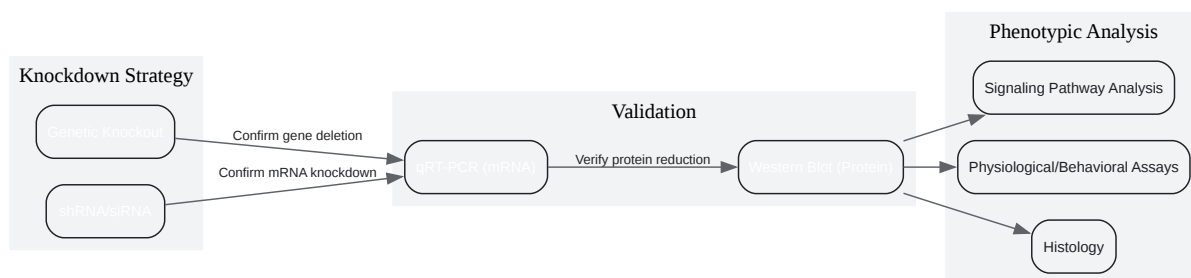 Knockdown Strategy
Genetic Knockout
shRNA/siRNA
Confirm gene deletion
Confirm mRNA knockdown
Validation
qRT-PCR (mRNA)
Verify protein reduction
Western Blot (Protein)
Phenotypic Analysis
Signaling Pathway Analysis
Physiological/Behavioral Assays
Histology